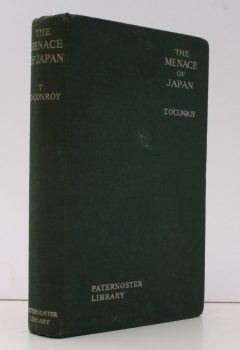 THE
MENACE
OF JAPAN
T.
O'CONROY
PATERNOSTER
LIBRARY
THE
MENACE
OF
JAPAN
T. O'CONROY
PATERNOSTER
LIBRARY